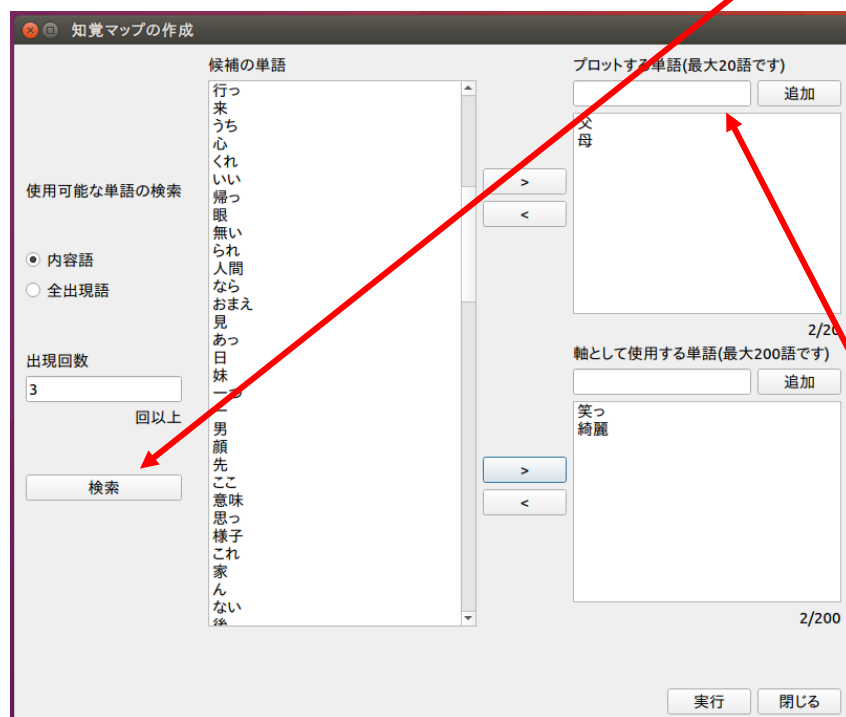 知覚マップの作成
候補の単語
行っ
来
うち
心
くれ
いい
帰っ
眼
無い
られ
人間
なら
おまえ
見
あっ
日
妹
一つ
一
男
顔
先
ここ
意味
思っ
様子
これ
家
ん
ない
後
使用可能な単語の検索
内容語
全出現語
出現回数
3
回以上
検索
>
<
>
<
プロットする単語(最大20語です)
追加
父
母
2/20
軸として使用する単語(最大200語です)
追加
笑っ
綺麗
2/200
実行
閉じる